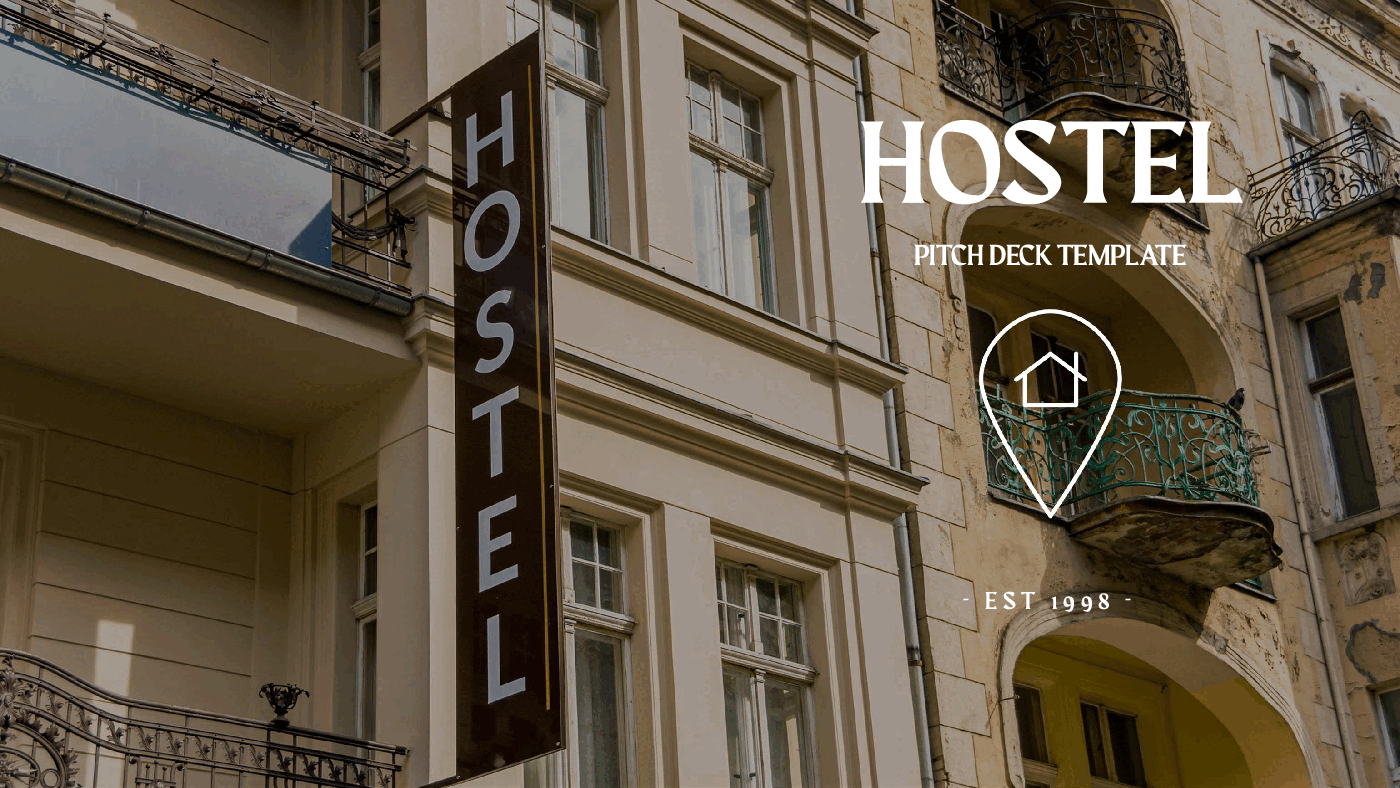 HOSTEL
HOSTEL
PITCH DECK TEMPLATE
- EST 1998 -